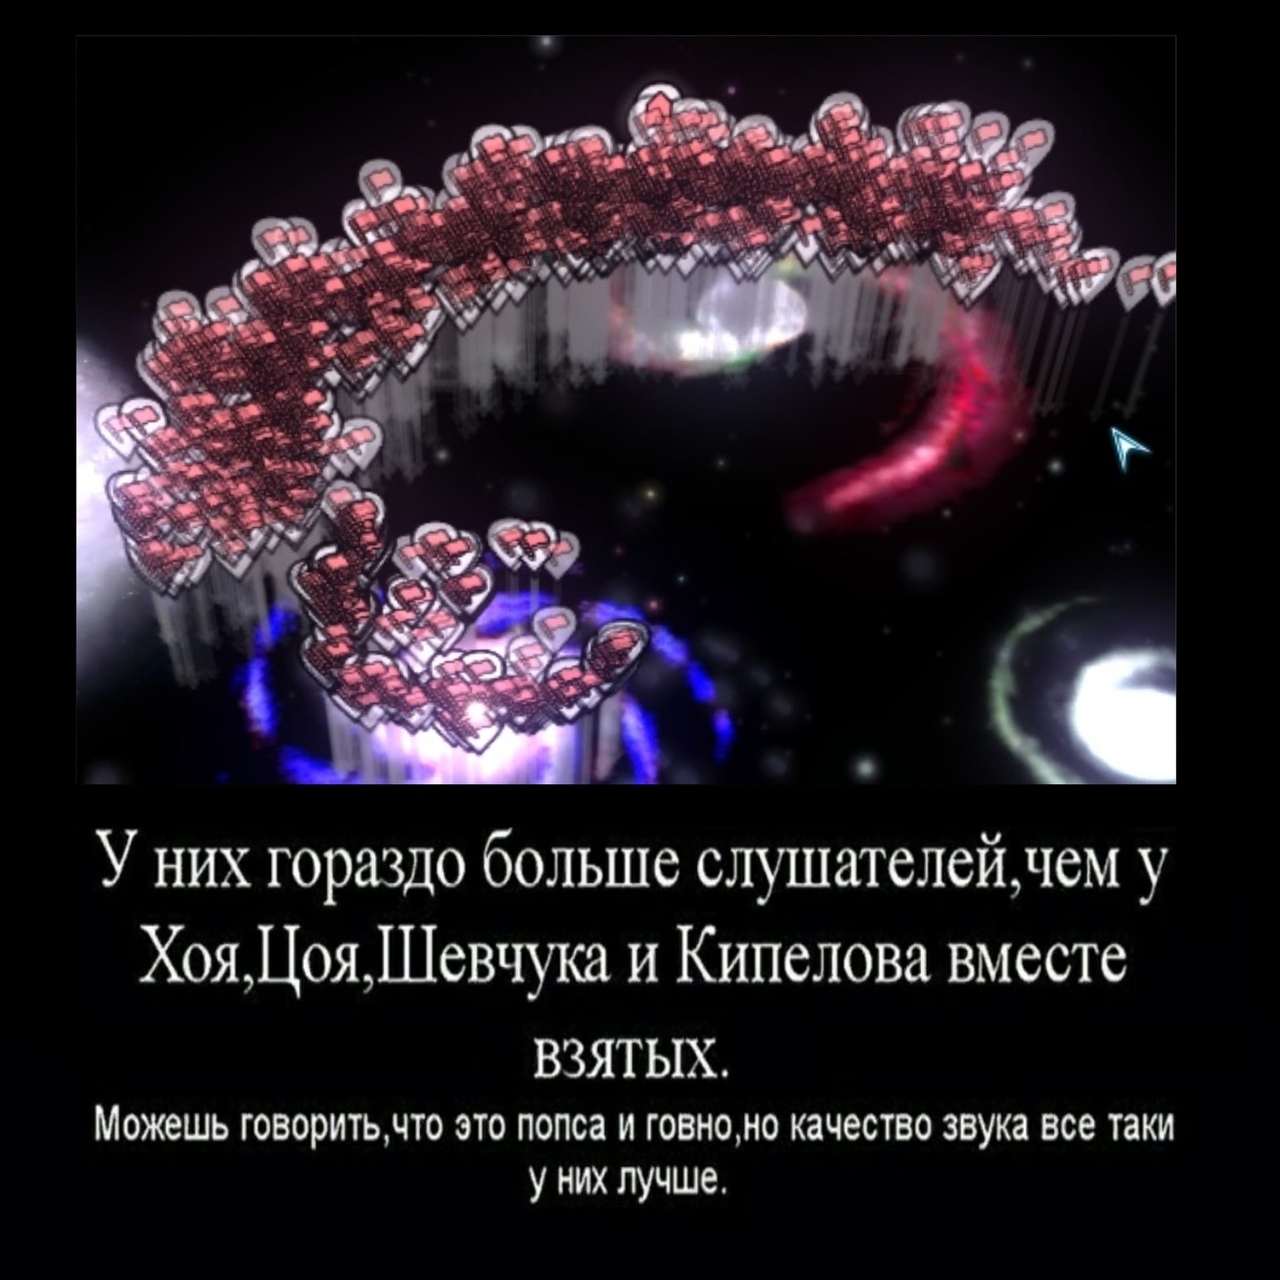 У них гораздо больше слушателей,чем у
Хоя,Цоя,Шевчука и Кипелова вместе
взятых.
Можешь говорить,что это попса и говно,но качество звука все таки
у них лучше.